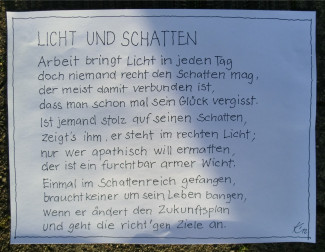 LICHT UND SCHATTEN
Arbeit bringt Licht in jeden Tag
doch niemand recht den Schatten mag,
der meist damit verbunden ist,
dass man schon mal sein Glück vergisst.
Ist jemand stolz auf seinen Schatten,
zeigt's ihm, er steht im rechten Licht;
nur wer apathisch will ermatten,
der ist ein furchtbar armer Wicht.
Einmal im Schattenreich gefangen,
braucht keiner um sein Leben bangen,
wenn er ändert den Zukunftsplan
und geht die richt'gen Ziele an.